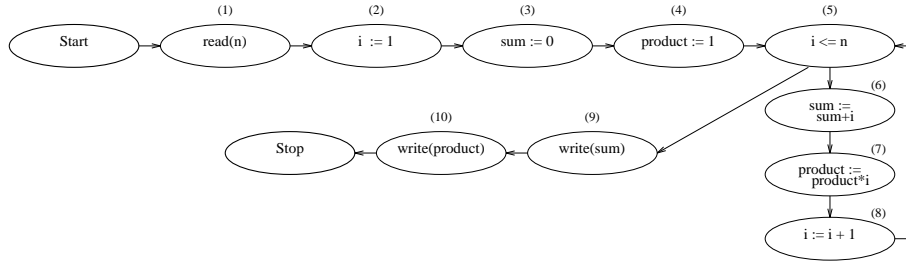 (1)
(2)
(3)
(4)
(5)
Start
read(n)
i := 1
sum := 0
product := 1
i <= n
(6)
sum :=
sum+i
(10)
(9)
Stop
write(product)
write(sum)
(7)
product :=
product*i
(8)
i := i + 1